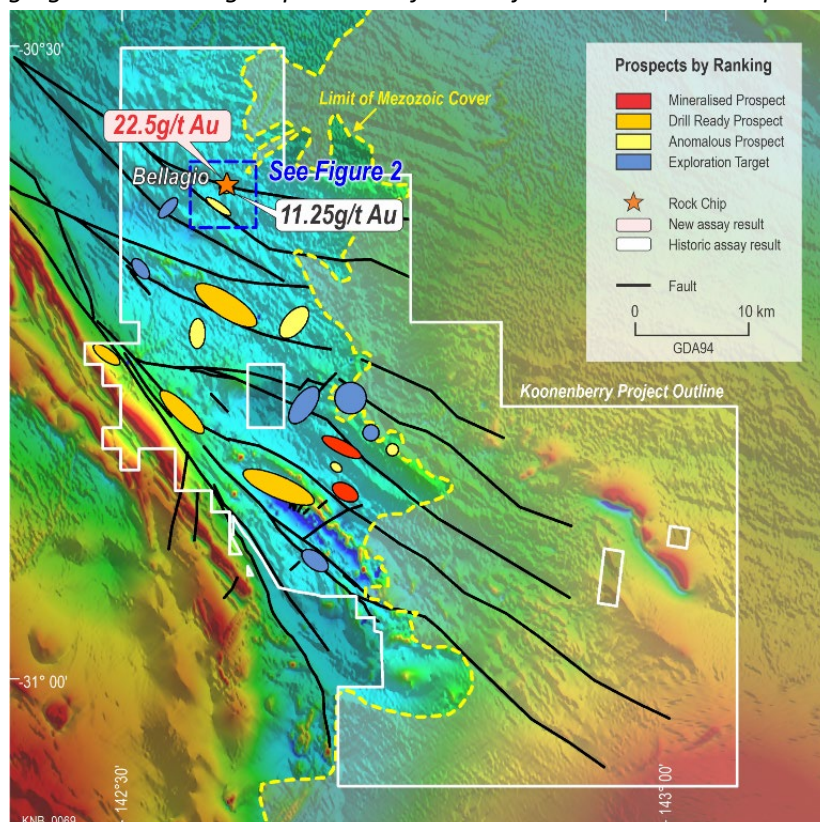 -30°30'
Limit of Mezozoic Cover
22.5g/t Au
Bellagio
See Figure 2
11.25g/t Au
Prospects by Ranking
Mineralised Prospect
Drill Ready Prospect
Anomalous Prospect
Exploration Target
Rock Chip
New assay result
Historic assay result
Fault
0 10 km
GDA94
Koonenberry Project Outline
-31° 00'
142°30'
143°00'
KNB_0069